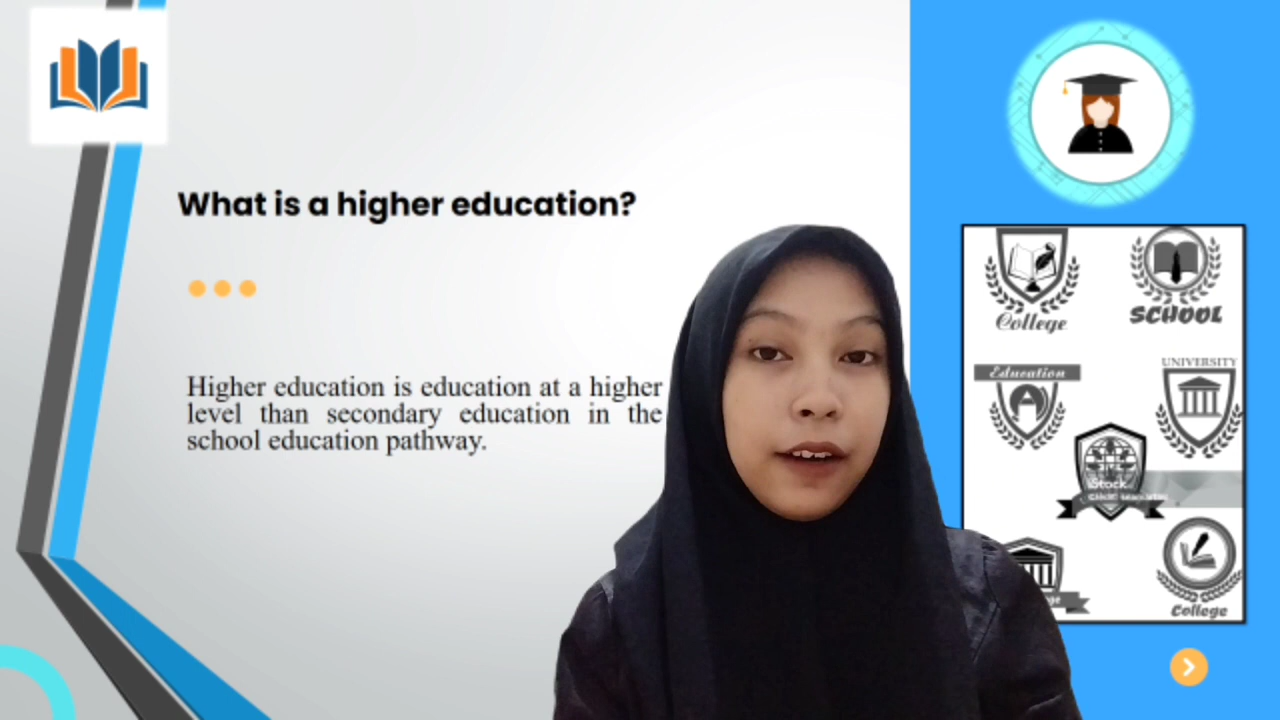 What is a higher education?
Higher education is education at a higher
level than secondary education in the
school education pathway.
College
SCHOOL
Education
UNIVERSITY
iStock
College